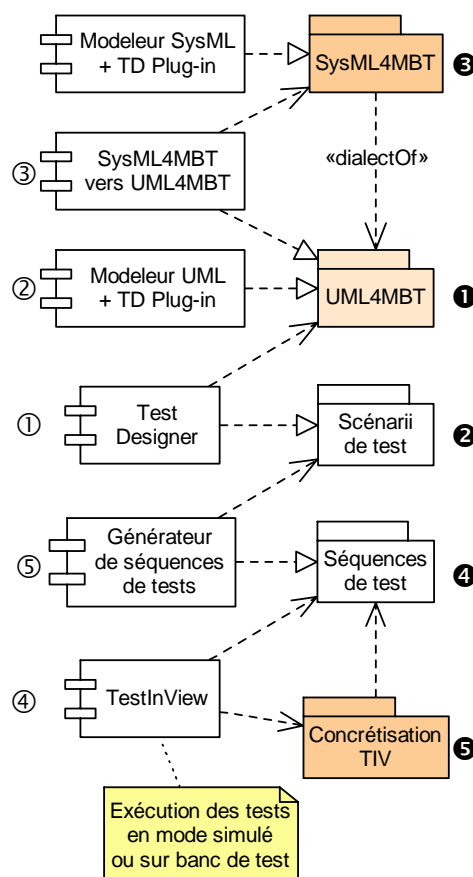 Modeleur SysML
+ TD Plug-in
SysML4MBT
❸
③
SysML4MBT
vers UML4MBT
«dialectOf»
②
Modeleur UML
+ TD Plug-in
UML4MBT
❶
①
Test
Designer
Scénarii
de test
❷
⑤
Générateur
de séquences
de tests
Séquences
de test
❹
④
TestInView
Concrétisation
TIV
❺
Exécution des tests
en mode simulé
ou sur banc de test